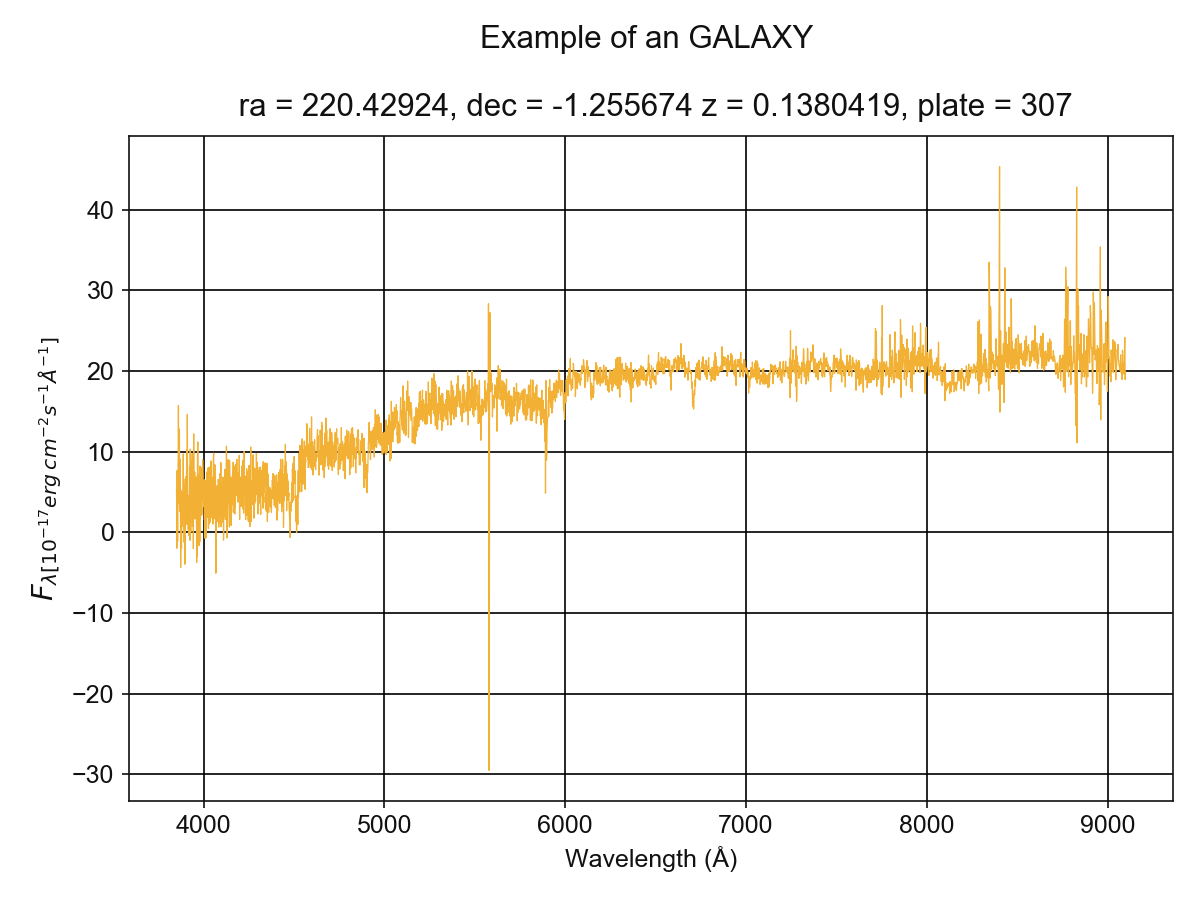 Example of an GALAXY
ra = 220.42924, dec = -1.255674 z = 0.1380419, plate = 307
40
30
20
10
0
−10
−20
−30
F_{λ[10^{−17} erg cm^{−2} s^{−1} Å^{−1}]}
4000 5000 6000 7000 8000 9000
Wavelength (Å)